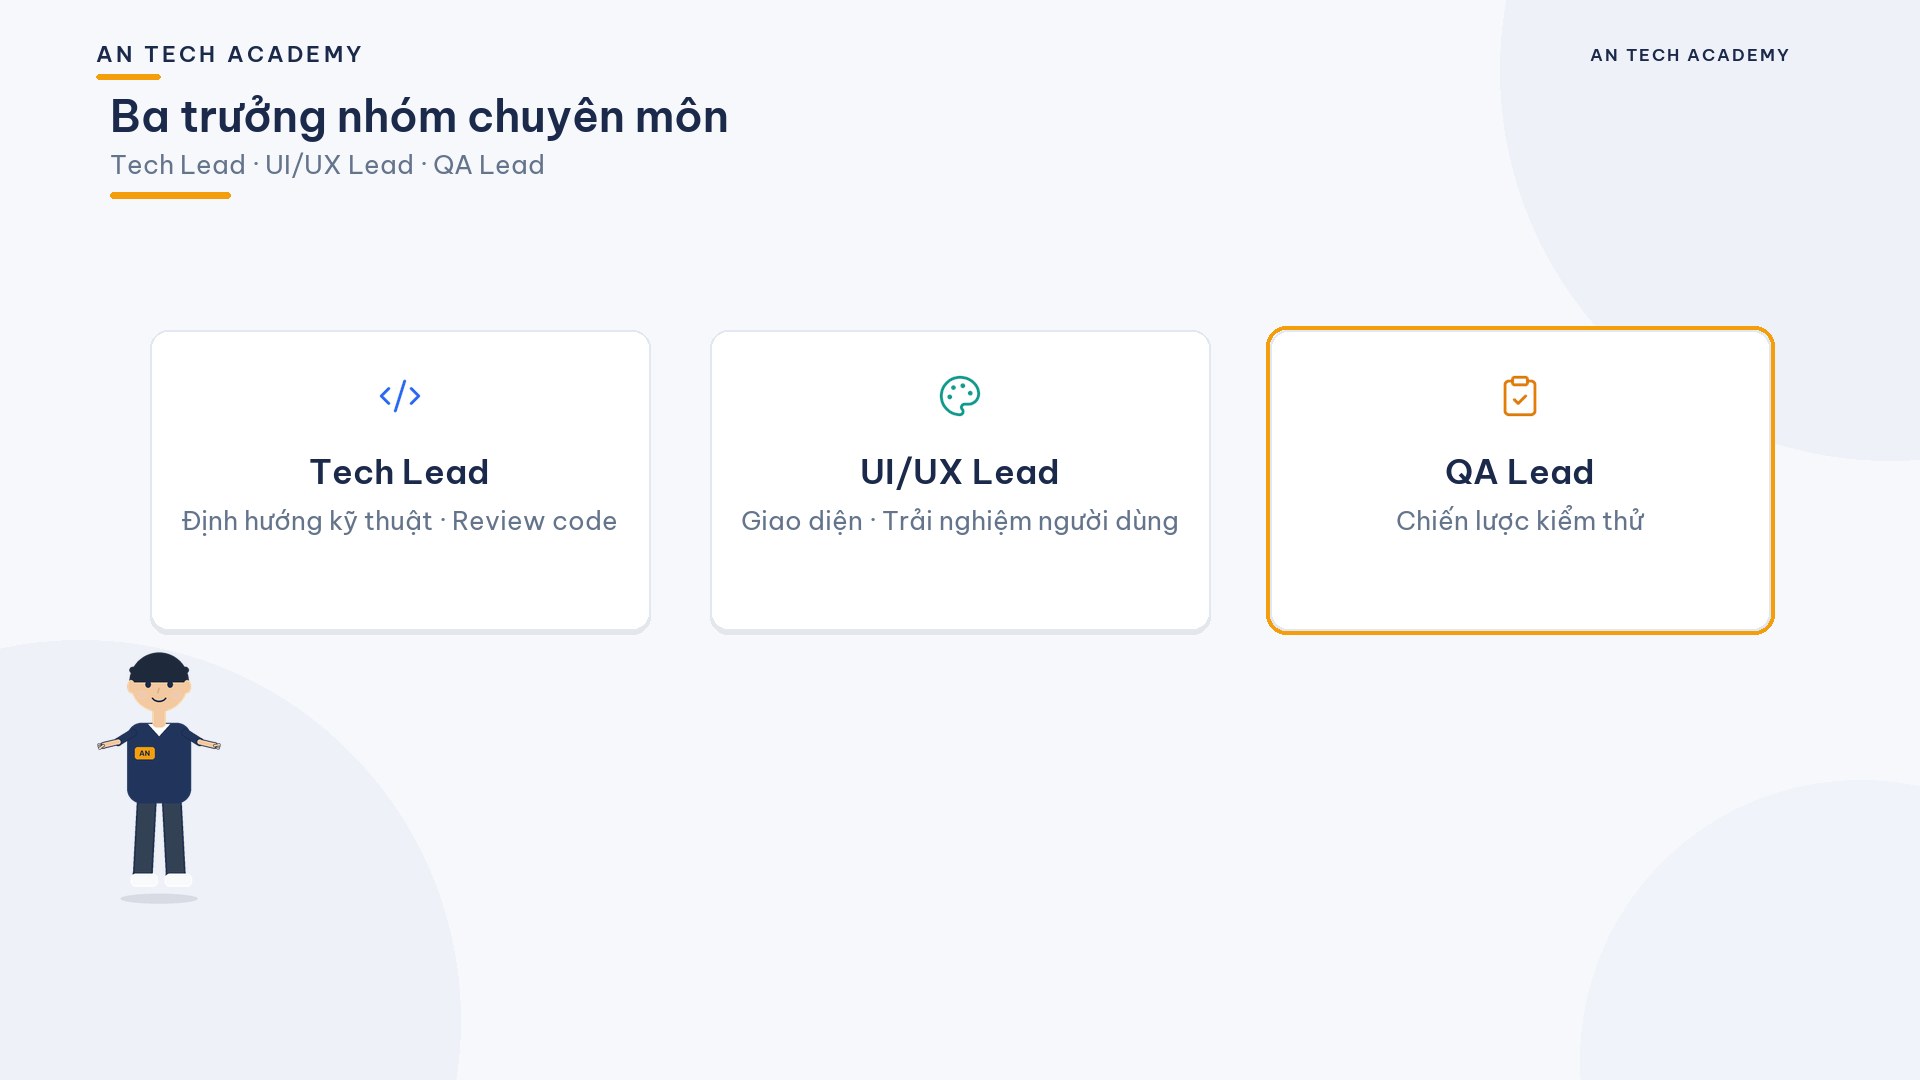 AN TECH ACADEMY
AN TECH ACADEMY
Ba trưởng nhóm chuyên môn
Tech Lead · UI/UX Lead · QA Lead
Tech Lead
Định hướng kỹ thuật · Review code
UI/UX Lead
Giao diện · Trải nghiệm người dùng
QA Lead
Chiến lược kiểm thử
AN